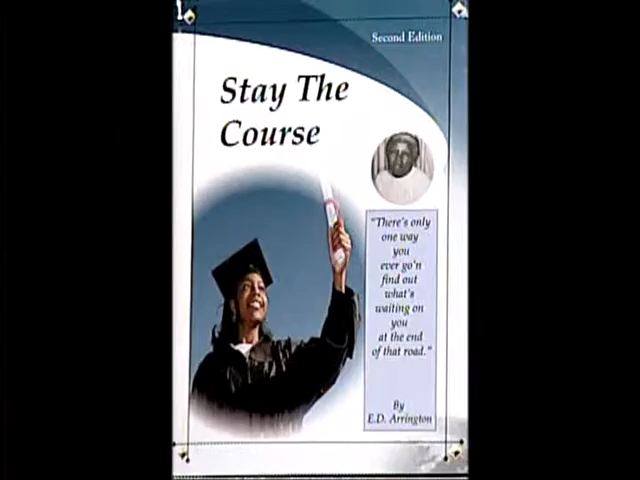 Second Edition
Stay The
Course
"There's only
one way
you
ever go'n
find out
what's
waiting on
you
at the end
of that road."
By
E.D. Arrington